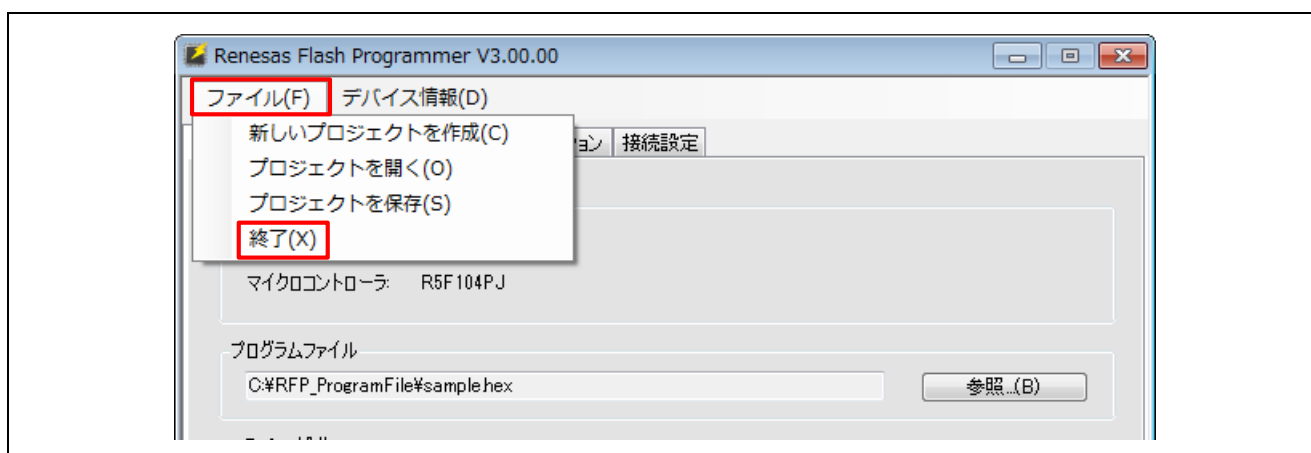 Renesas Flash Programmer V3.00.00
ファイル(F) デバイス情報(D)
新しいプロジェクトを作成(C)
ョン 接続設定
プロジェクトを開く(O)
プロジェクトを保存(S)
終了(X)
マイクロコントローラ: R5F104PJ
プログラムファイル
C:¥RFP_ProgramFile¥sample.hex
参照...(B)